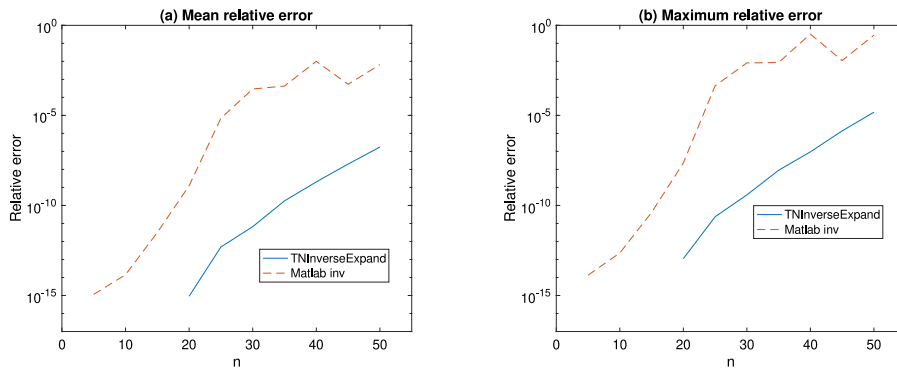 (a) Mean relative error
10^0
10^-5
10^-10
10^-15
Relative error
TNInverseExpand
Matlab inv
0 10 20 30 40 50
n
(b) Maximum relative error
10^0
10^-5
10^-10
10^-15
Relative error
TNInverseExpand
Matlab inv
0 10 20 30 40 50
n